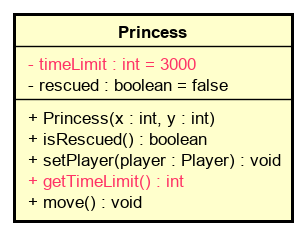 Princess
- timeLimit : int = 3000
- rescued : boolean = false
+ Princess(x : int, y : int)
+ isRescued() : boolean
+ setPlayer(player : Player) : void
+ getTimeLimit() : int
+ move() : void